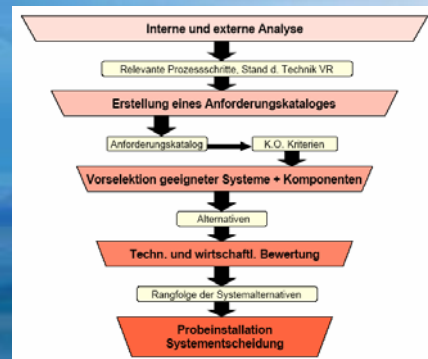 Interne und externe Analyse
Relevante Prozessschritte, Stand d. Technik VR
Erstellung eines Anforderungskataloges
Anforderungskatalog
K.O. Kriterien
Vorselektion geeigneter Systeme + Komponenten
Alternativen
Techn. und wirtschaftl. Bewertung
Rangfolge der Systemalternativen
Probeinstallation
Systementscheidung